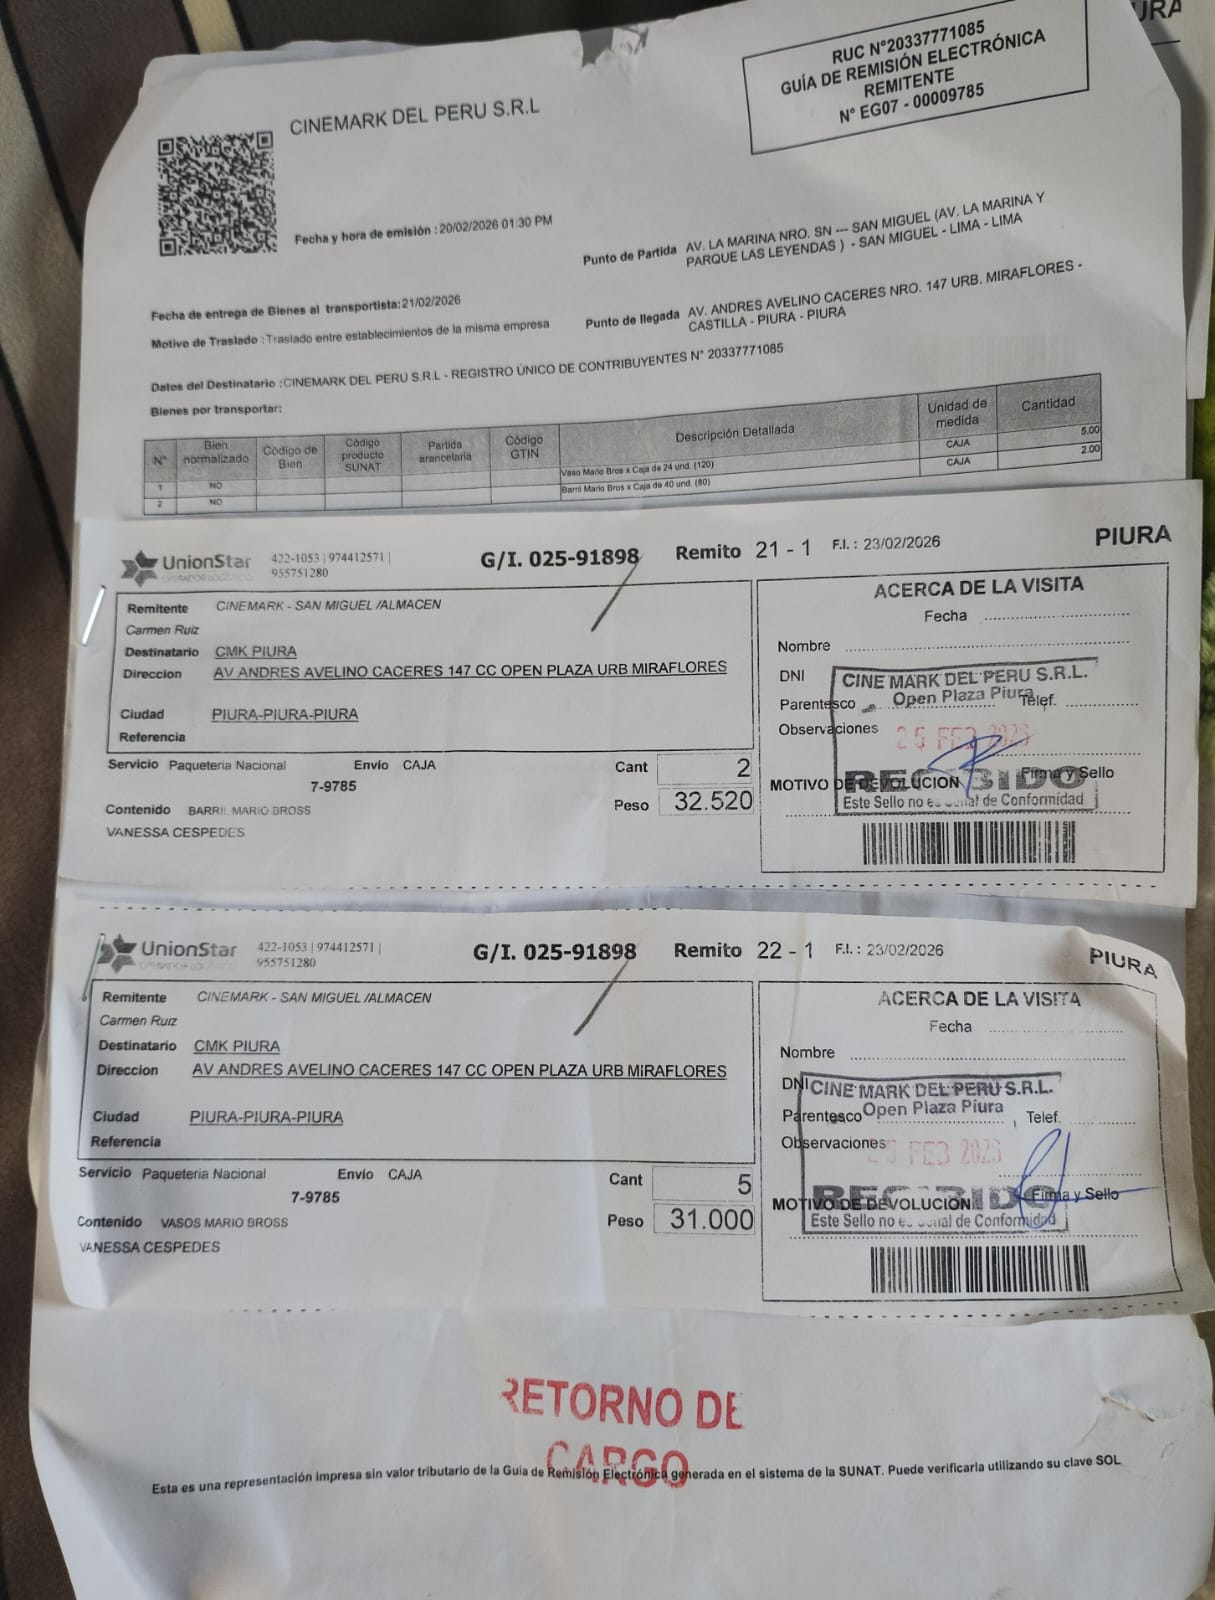 URA
RUC N°20337771085
GUÍA DE REMISIÓN ELECTRÓNICA
REMITENTE
N° EG07 - 00009785
CINEMARK DEL PERU S.R.L
Fecha y hora de emisión : 20/02/2026 01:30 PM
Punto de Partida AV. LA MARINA NRO. SN --- SAN MIGUEL (AV. LA MARINA Y
PARQUE LAS LEYENDAS ) - SAN MIGUEL - LIMA - LIMA
Fecha de entrega de Bienes al transportista:21/02/2026
Punto de llegada AV. ANDRES AVELINO CACERES NRO. 147 URB. MIRAFLORES -
CASTILLA - PIURA - PIURA
Motivo de Traslado : Traslado entre establecimientos de la misma empresa
Datos del Destinatario :CINEMARK DEL PERU S.R.L - REGISTRO ÚNICO DE CONTRIBUYENTES N° 20337771085
Bienes por transportar:
N° Bien normalizado Código de Bien Código producto SUNAT Partida arancelaria Código GTIN Descripción Detallada Unidad de medida Cantidad
1 NO Vaso Mario Bros x Caja de 24 und. (120) CAJA 5.00
2 NO Barril Mario Bros x Caja de 40 und. (80) CAJA 2.00
UnionStar 422-1053 | 974412571 |
OPERADOR LOGISTICO 955751280
G/I. 025-91898 Remito 21 - 1 F.I. : 23/02/2026 PIURA
Remitente CINEMARK - SAN MIGUEL /ALMACEN
Carmen Ruiz
Destinatario CMK PIURA
Direccion AV ANDRES AVELINO CACERES 147 CC OPEN PLAZA URB MIRAFLORES
Ciudad PIURA-PIURA-PIURA
Referencia
Servicio Paqueteria Nacional Envío CAJA
7-9785
Cant 2
Peso 32.520
Contenido BARRIL MARIO BROSS
VANESSA CESPEDES
ACERCA DE LA VISITA
Fecha
Nombre
DNI
Parentesco Telef.
Observaciones
Firma y Sello
MOTIVO DE DEVOLUCION
CINE MARK DEL PERU S.R.L.
Open Plaza Piura
25 FEB 2026
RECIBIDO
Este Sello no es señal de Conformidad
UnionStar 422-1053 | 974412571 |
OPERADOR LOGISTICO 955751280
G/I. 025-91898 Remito 22 - 1 F.I. : 23/02/2026 PIURA
Remitente CINEMARK - SAN MIGUEL /ALMACEN
Carmen Ruiz
Destinatario CMK PIURA
Direccion AV ANDRES AVELINO CACERES 147 CC OPEN PLAZA URB MIRAFLORES
Ciudad PIURA-PIURA-PIURA
Referencia
Servicio Paqueteria Nacional Envío CAJA
7-9785
Cant 5
Peso 31.000
Contenido VASOS MARIO BROSS
VANESSA CESPEDES
ACERCA DE LA VISITA
Fecha
Nombre
DNI
Parentesco Telef.
Observaciones
Firma y Sello
MOTIVO DE DEVOLUCION
CINE MARK DEL PERU S.R.L.
Open Plaza Piura
FEB 2026
RECIBIDO
Este Sello no es señal de Conformidad
RETORNO DE
CARGO
Esta es una representación impresa sin valor tributario de la Guia de Remisión Electrónica generada en el sistema de la SUNAT. Puede verificarla utilizando su clave SOL